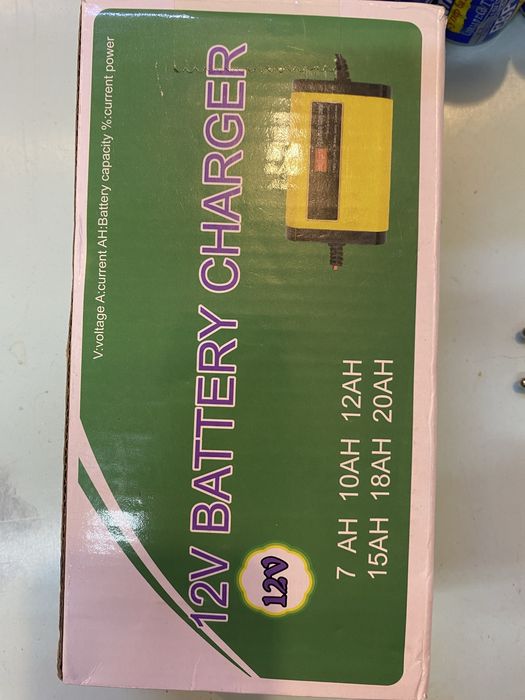 V:voltage A:current AH:Battery capacity %:current power
12V BATTERY CHARGER
12V
7 AH 10AH 12AH
15AH 18AH 20AH